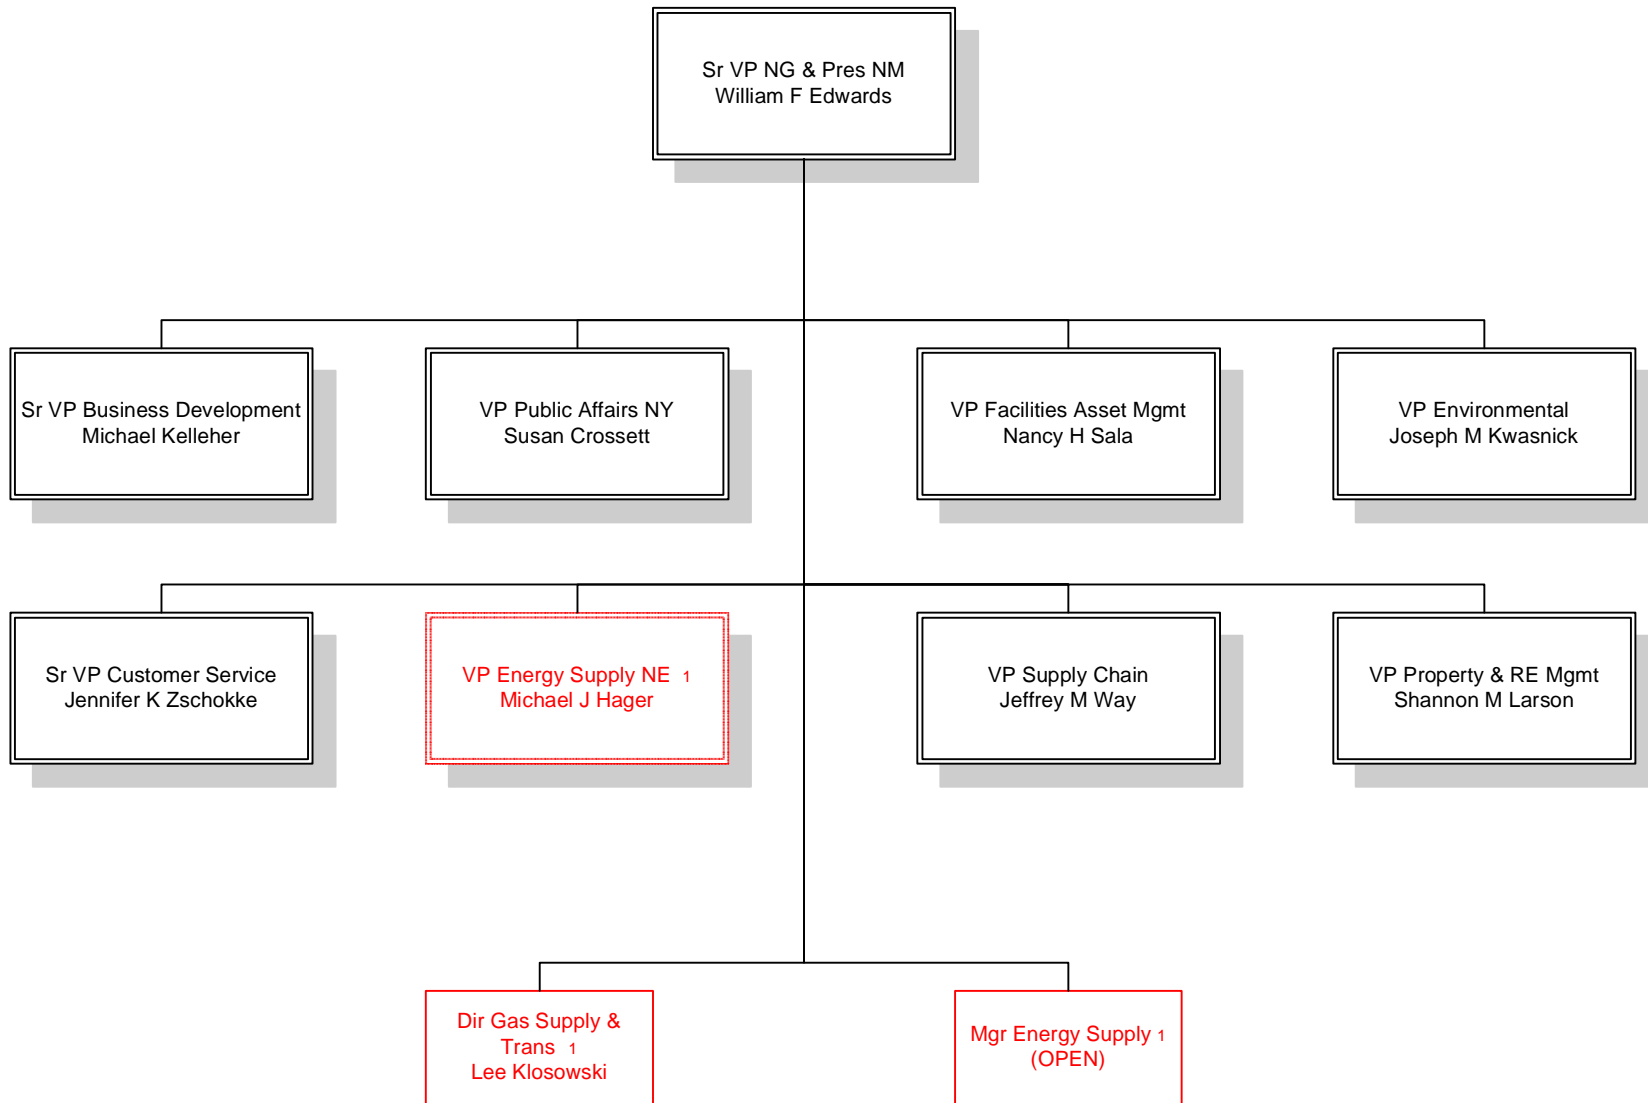 Sr VP NG & Pres NM
William F Edwards
Sr VP Business Development
Michael Kelleher
VP Public Affairs NY
Susan Crossett
VP Facilities Asset Mgmt
Nancy H Sala
VP Environmental
Joseph M Kwasnick
Sr VP Customer Service
Jennifer K Zschokke
VP Energy Supply NE 1
Michael J Hager
VP Supply Chain
Jeffrey M Way
VP Property & RE Mgmt
Shannon M Larson
Dir Gas Supply &
Trans 1
Lee Klosowski
Mgr Energy Supply 1
(OPEN)